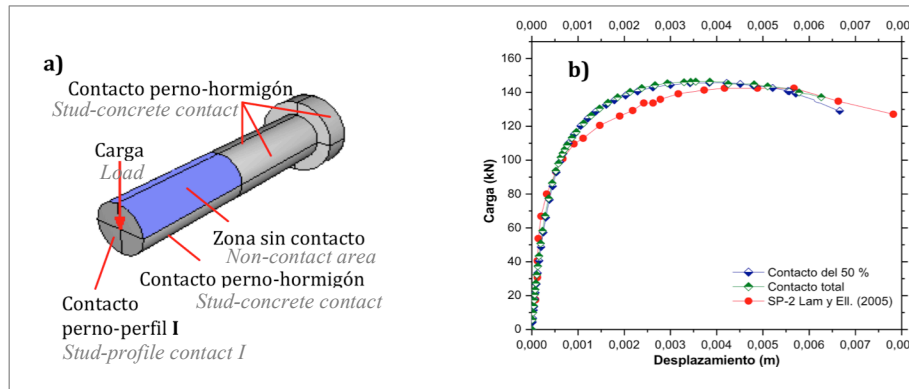 a)
Contacto perno-hormigón
Stud-concrete contact
Carga
Load
Zona sin contacto
Non-contact area
Contacto perno-hormigón
Stud-concrete contact
Contacto
perno-perfil I
Stud-profile contact I
0,000 0,001 0,002 0,003 0,004 0,005 0,006 0,007 0,008
b)
160
140
120
100
80
60
40
20
0
Carga (kN)
Contacto del 50 %
Contacto total
SP-2 Lam y Ell. (2005)
0,000 0,001 0,002 0,003 0,004 0,005 0,006 0,007 0,008
Desplazamiento (m)